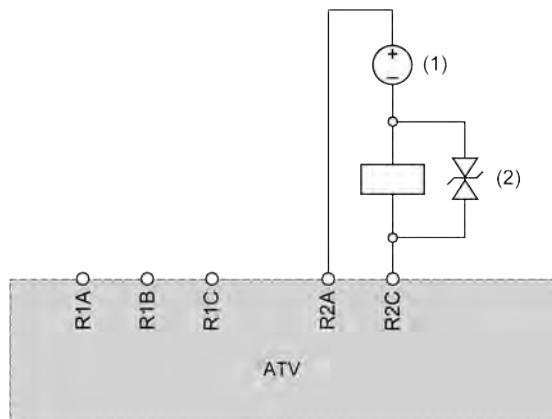 +
(1)
−
(2)
R1A
R1B
R1C
R2A
R2C
ATV